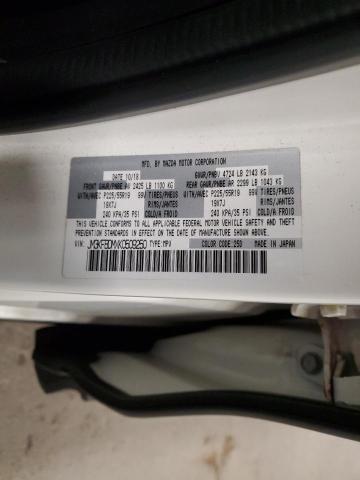 MFD. BY MAZDA MOTOR CORPORATION
DATE 10/18 GVWR/PNBV 4724 LB 2143 KG
FRONT GAWR/PNBE AV 2425 LB 1100 KG REAR GAWR/PNBE AR 2299 LB 1043 KG
WITH/AVEC P225/55R19 99V TIRES/PNEUS WITH/AVEC P225/55R19 99V TIRES/PNEUS
19X7J RIMS/JANTES 19X7J RIMS/JANTES
240 KPA/35 PSI COLD/A FROID 240 KPA/35 PSI COLD/A FROID
THIS VEHICLE CONFORMS TO ALL APPLICABLE FEDERAL MOTOR VEHICLE SAFETY
STANDARDS IN EFFECT ON THE DATE OF MANUFACTURE SHOWN ABOVE.
VIN: TYPE: MPV COLOR CODE: 25D MADE IN JAPAN